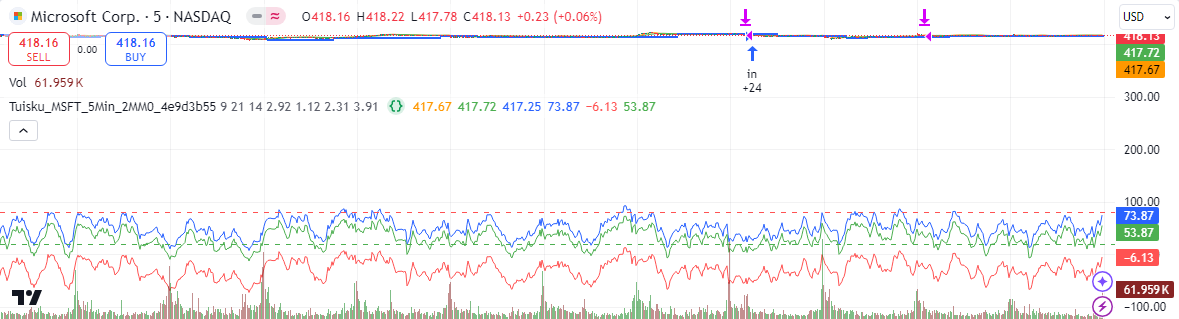 Microsoft Corp. · 5 · NASDAQ O418.16 H418.22 L417.78 C418.13 +0.23 (+0.06%) USD
418.16 SELL 0.00 418.16 BUY
418.13
417.72
417.67
Vol 61.959 K
300.00
Tuisku_MSFT_5Min_2MM0_4e9d3b55 9 21 14 2.92 1.12 2.31 3.91 {} 417.67 417.72 417.25 73.87 −6.13 53.87
in
+24
200.00
100.00
73.87
53.87
−6.13
61.959 K
−100.00